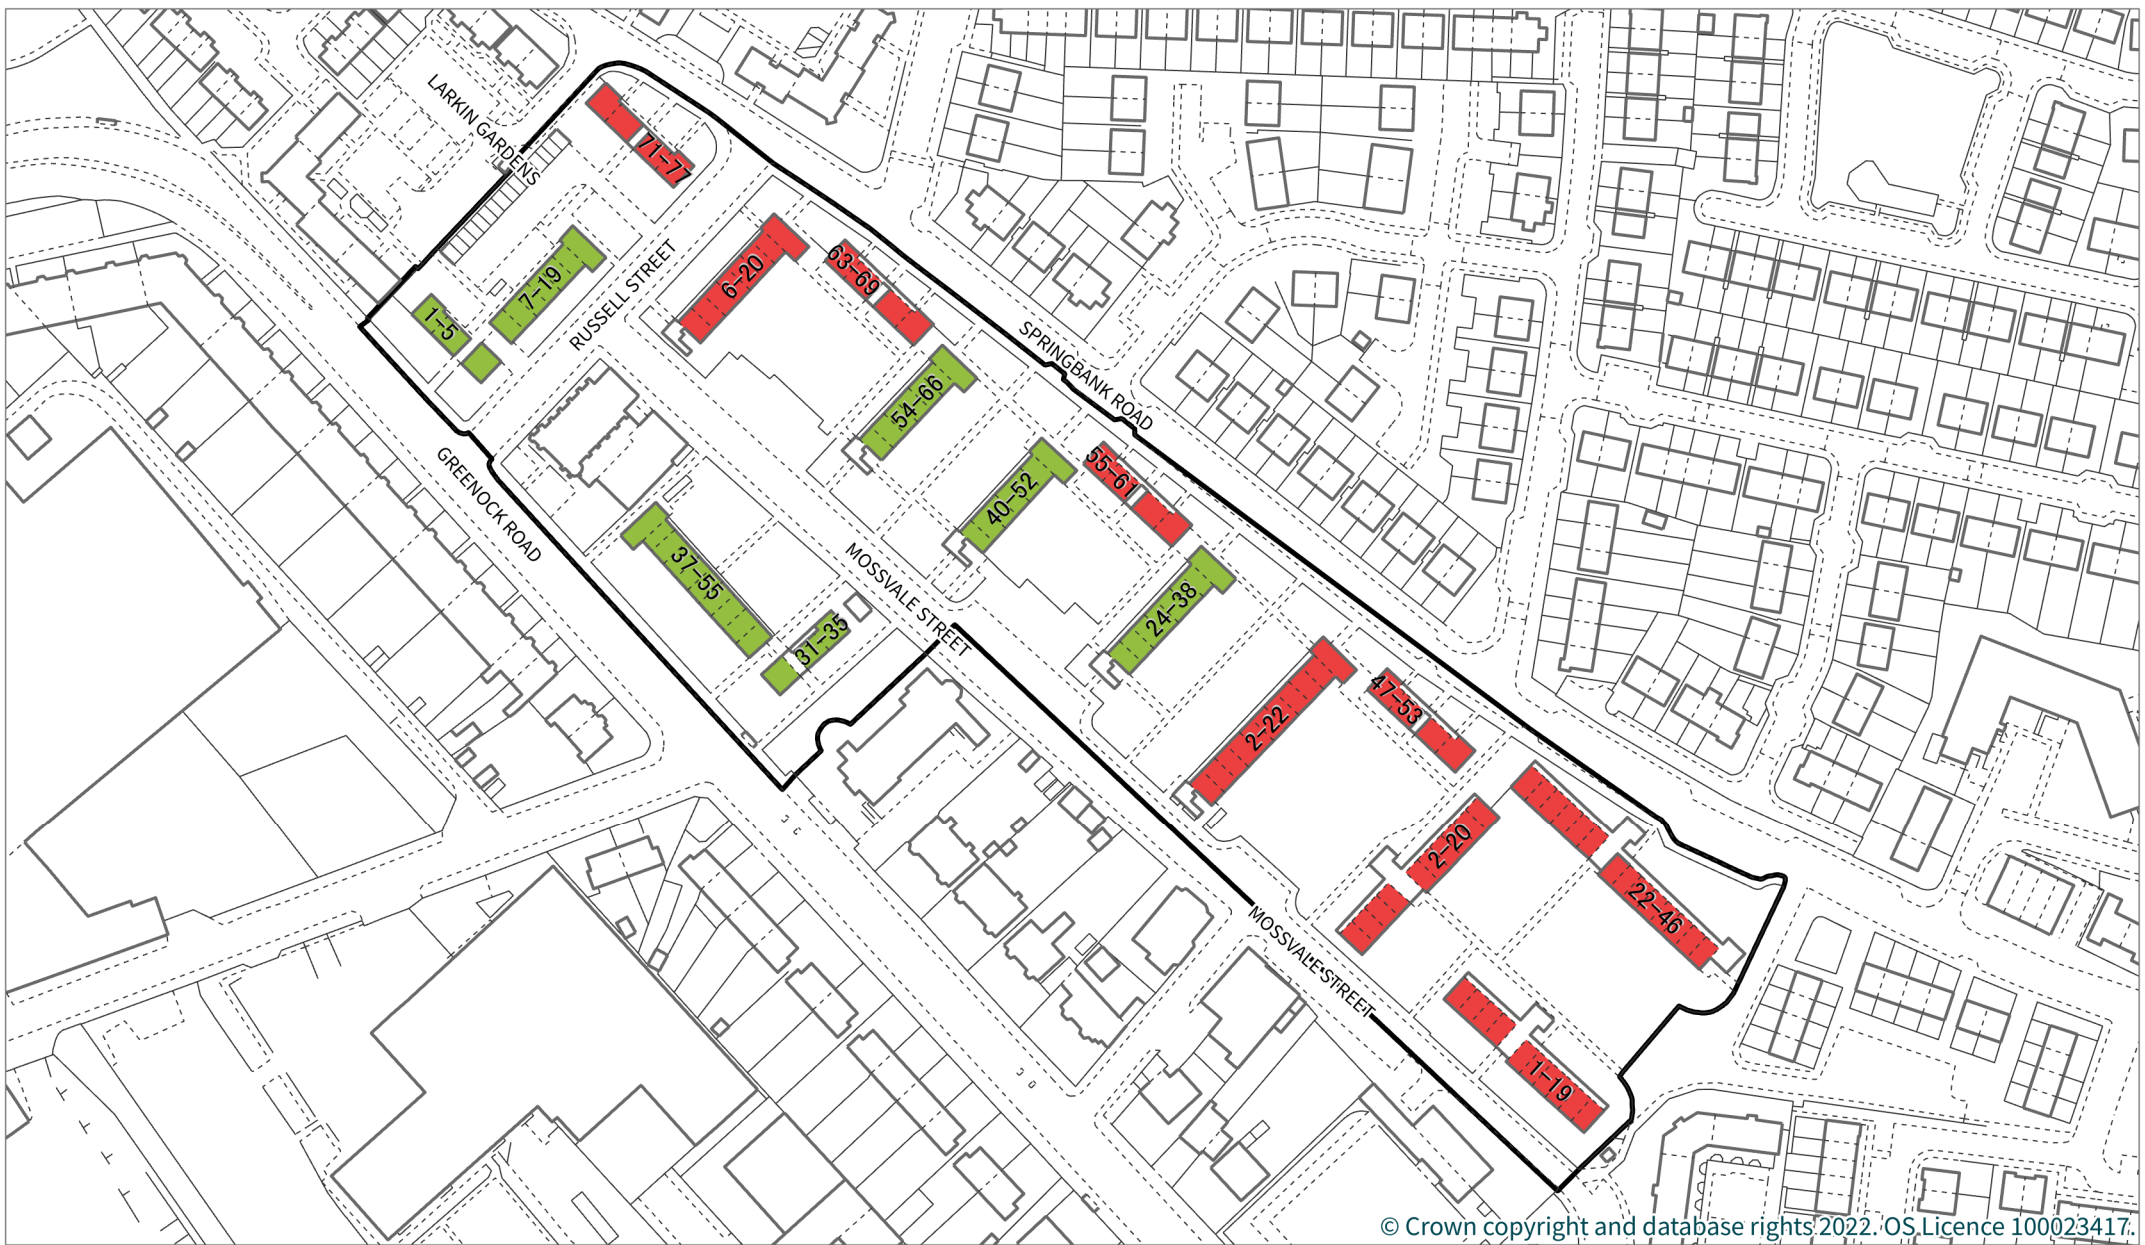 LARKIN GARDENS
71-77
7-19
1-5
RUSSELL STREET
6-20
63-69
SPRINGBANK ROAD
54-66
GREENOCK ROAD
40-52
55-61
37-55
31-35
MOSSVALE STREET
24-38
2-22
47-53
2-20
22-46
MOSSVALE STREET
1-19
© Crown copyright and database rights 2022. OS Licence 100023417.